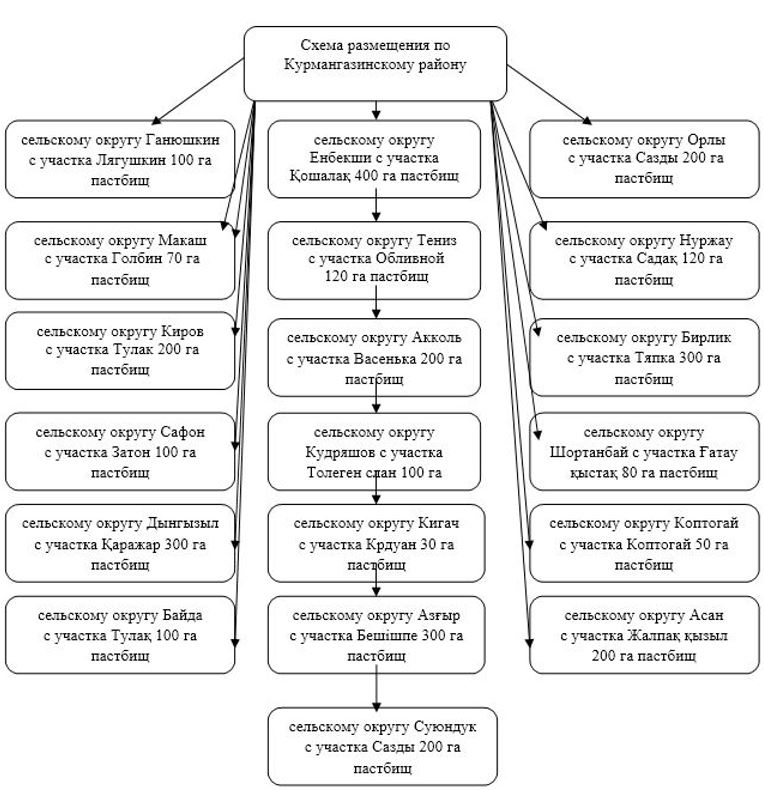 Схема размещения по
Курмангазинскому району
сельскому округу Ганюшкин
с участка Лягушкин 100 га
пастбищ
сельскому округу
Енбекши с участка
Қошалақ 400 га пастбищ
сельскому округу Орлы
с участка Сазды 200 га
пастбищ
сельскому округу Макаш
с участка Голбин 70 га
пастбищ
сельскому округу Тениз
с участка Обливной
120 га пастбищ
сельскому округу Нуржау
с участка Садақ 120 га
пастбищ
сельскому округу Киров
с участка Тулак 200 га
пастбищ
сельскому округу Акколь
с участка Васенька 200 га
пастбищ
сельскому округу Бирлик
с участка Тяпка 300 га
пастбищ
сельскому округу Сафон
с участка Затон 100 га
пастбищ
сельскому округу
Кудряшов с участка
Толеген слан 100 га
сельскому округу
Шортанбай с участка Ғатау
қыстақ 80 га пастбищ
сельскому округу Дынгызыл
с участка Қаражар 300 га
пастбищ
сельскому округу Кигач
с участка Крдуан 30 га
пастбищ
сельскому округу Коптогай
с участка Коптогай 50 га
пастбищ
сельскому округу Байда
с участка Тулақ 100 га
пастбищ
сельскому округу Азғыр
с участка Бешішпе 300 га
пастбищ
сельскому округу Асан
с участка Жалпақ қызыл
200 га пастбищ
сельскому округу Суюндук
с участка Сазды 200 га
пастбищ